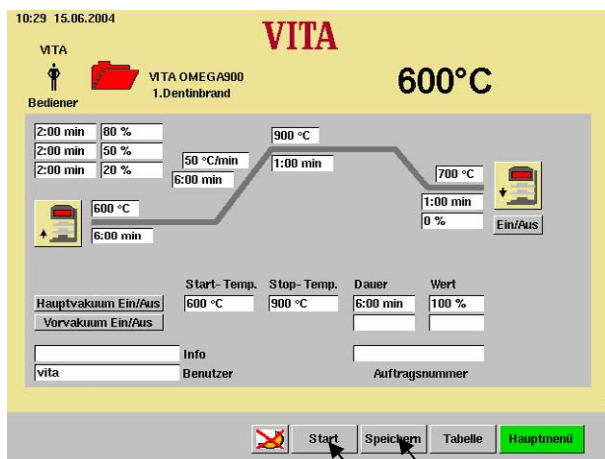 10:29 15.06.2004
VITA
VITA
VITA OMEGA900
1.Dentinbrand
Bediener
600°C
2:00 min 80 %
2:00 min 50 %
2:00 min 20 %
50 °C/min
6:00 min
900 °C
1:00 min
700 °C
1:00 min
0 %
Ein/Aus
600 °C
6:00 min
Start-Temp. Stop-Temp. Dauer Wert
Hauptvakuum Ein/Aus 600 °C 900 °C 6:00 min 100 %
Vorvakuum Ein/Aus
Info
vita Benutzer Auftragsnummer
Start Speichern Tabelle Hauptmenü